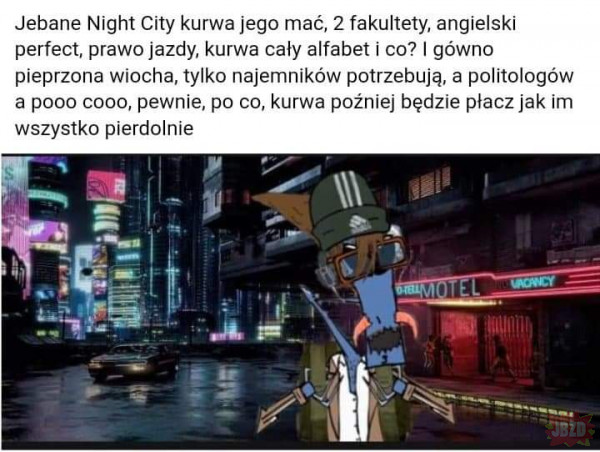 Jebane Night City kurwa jego mać, 2 fakultety, angielski
perfect, prawo jazdy, kurwa cały alfabet i co? I gówno
pieprzona wiocha, tylko najemników potrzebują, a politologów
a pooo cooo, pewnie, po co, kurwa poźniej będzie płacz jak im
wszystko pierdolnie
MOTEL
VACANCY
JBZD